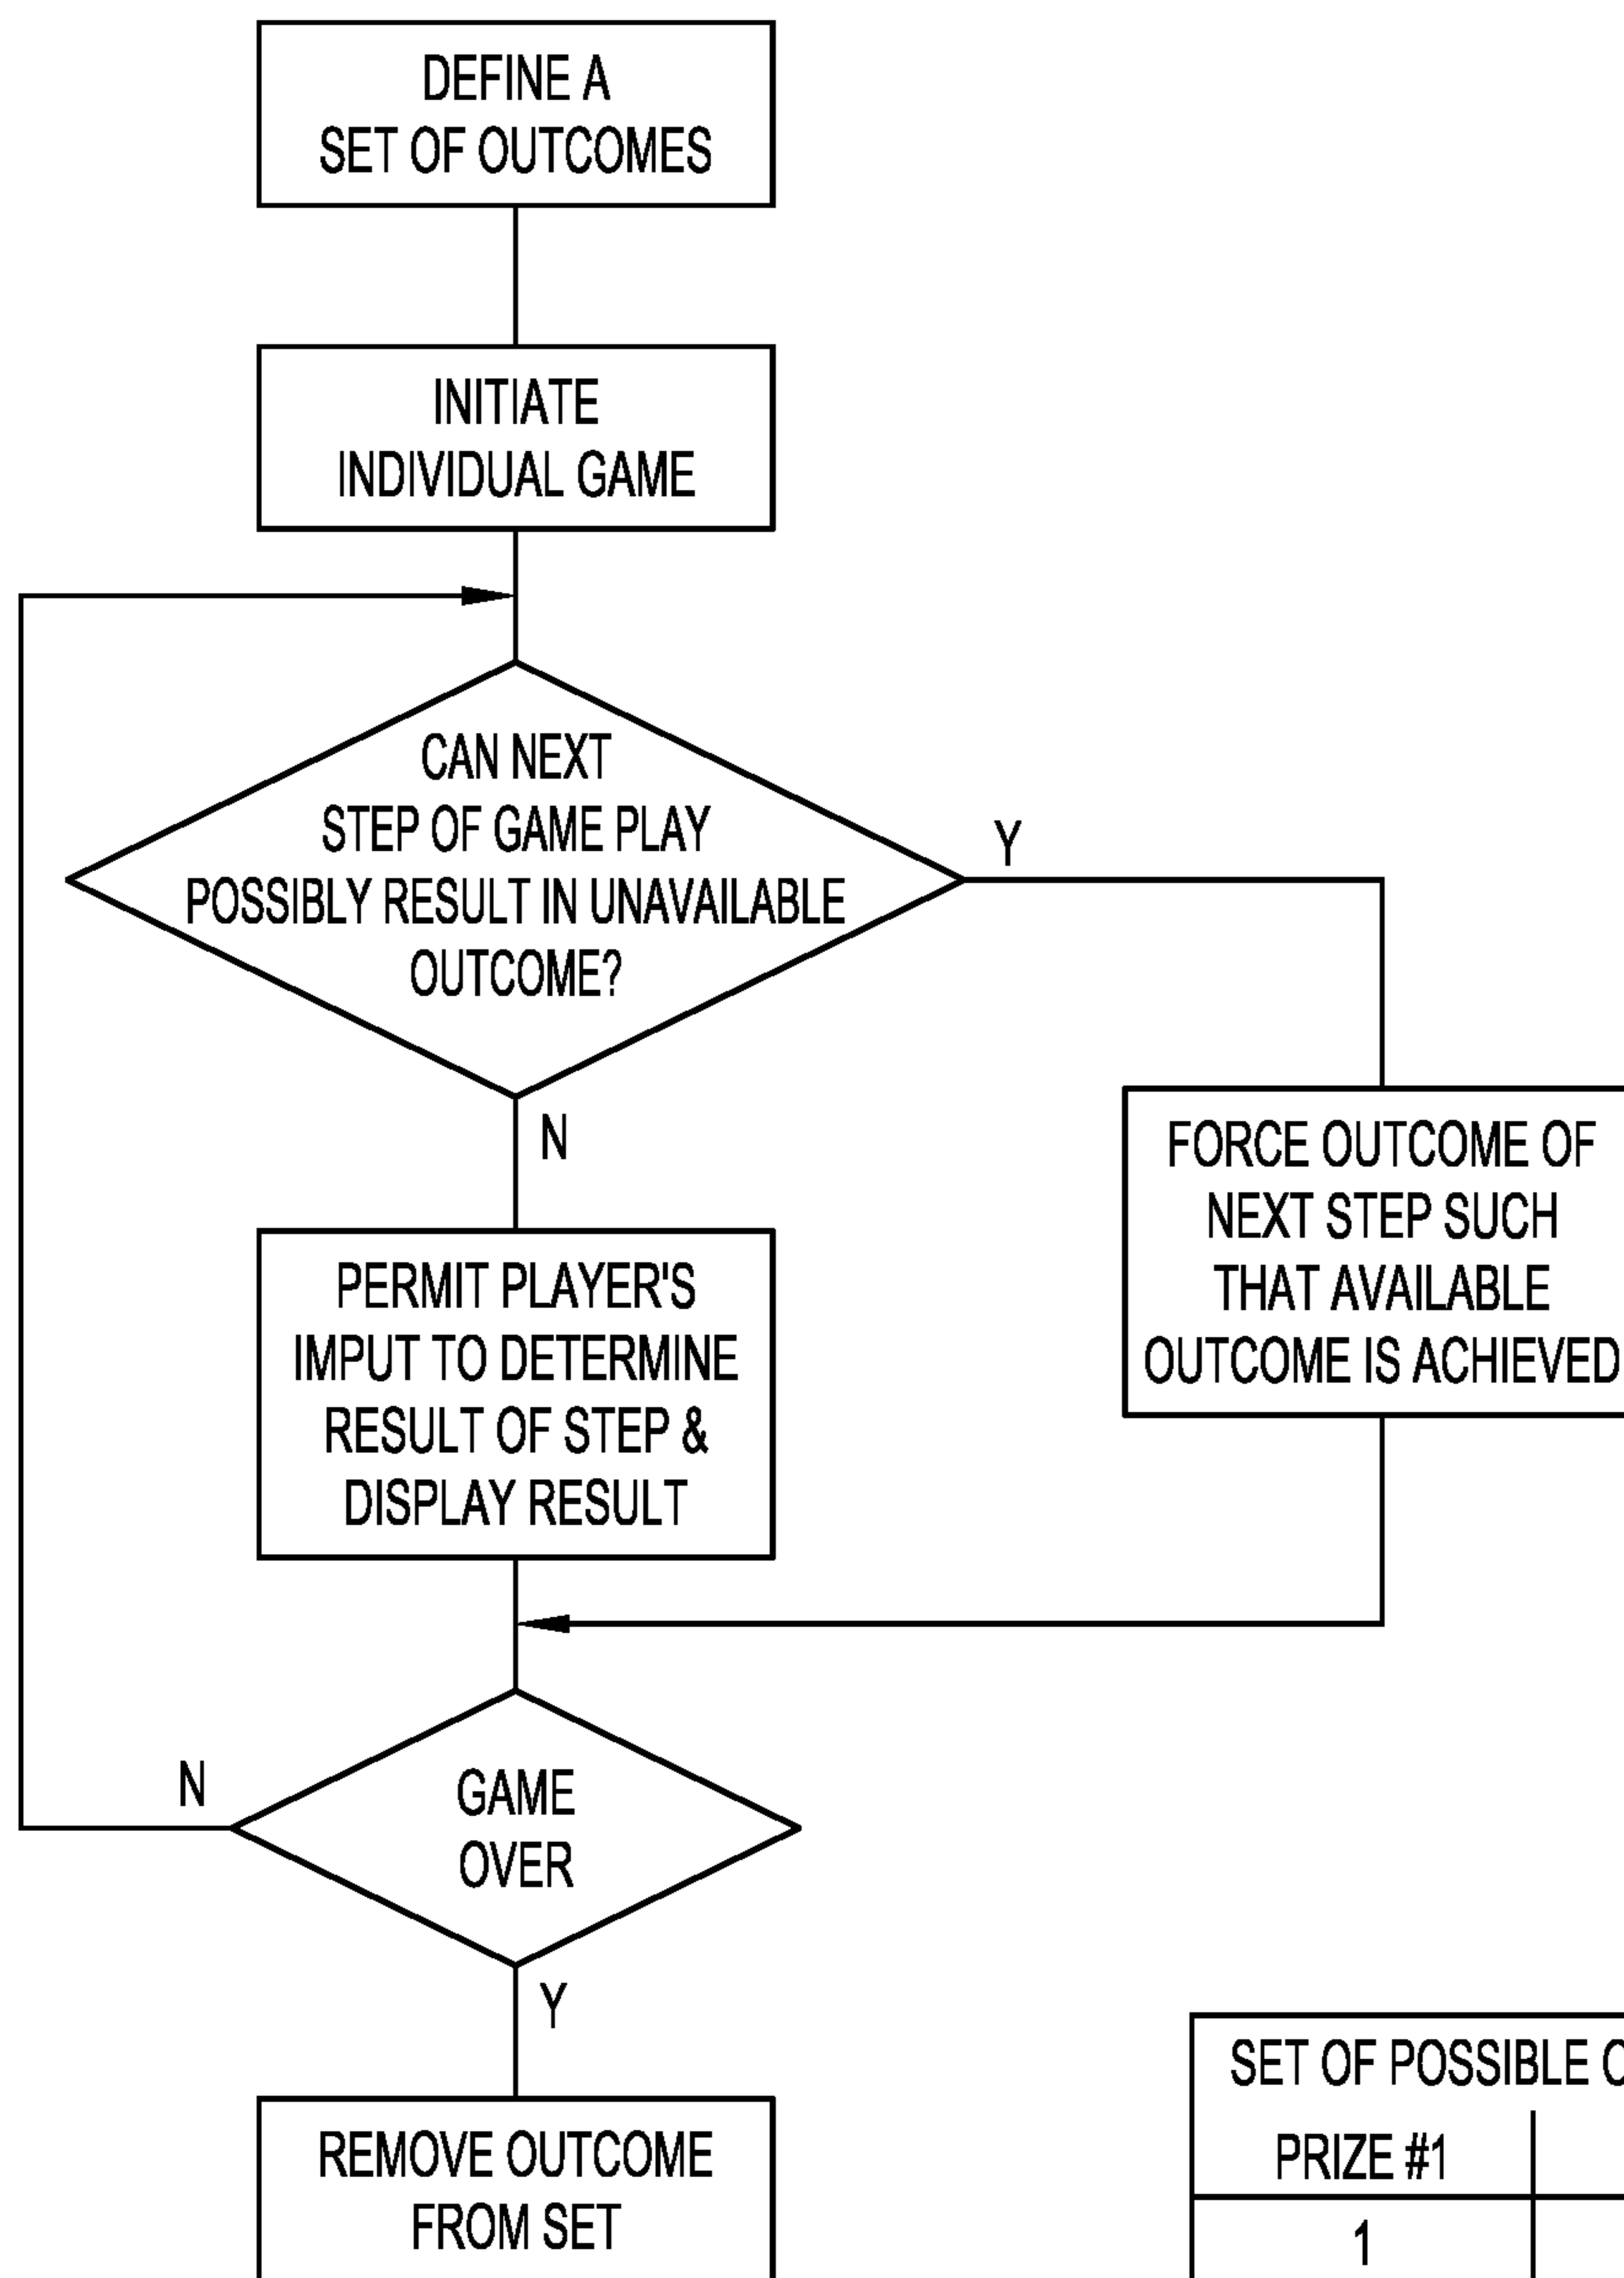 DEFINE A
SET OF OUTCOMES
INITIATE
INDIVIDUAL GAME
CAN NEXT
STEP OF GAME PLAY
POSSIBLY RESULT IN UNAVAILABLE
OUTCOME?
Y
N
FORCE OUTCOME OF
NEXT STEP SUCH
THAT AVAILABLE
OUTCOME IS ACHIEVED
PERMIT PLAYER'S
IMPUT TO DETERMINE
RESULT OF STEP &
DISPLAY RESULT
N
GAME
OVER
Y
REMOVE OUTCOME
FROM SET
SET OF POSSIBLE
PRIZE #1
1